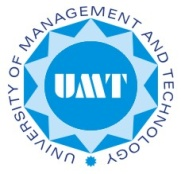 UNIVERSITY OF MANAGEMENT AND TECHNOLOGY
UMT